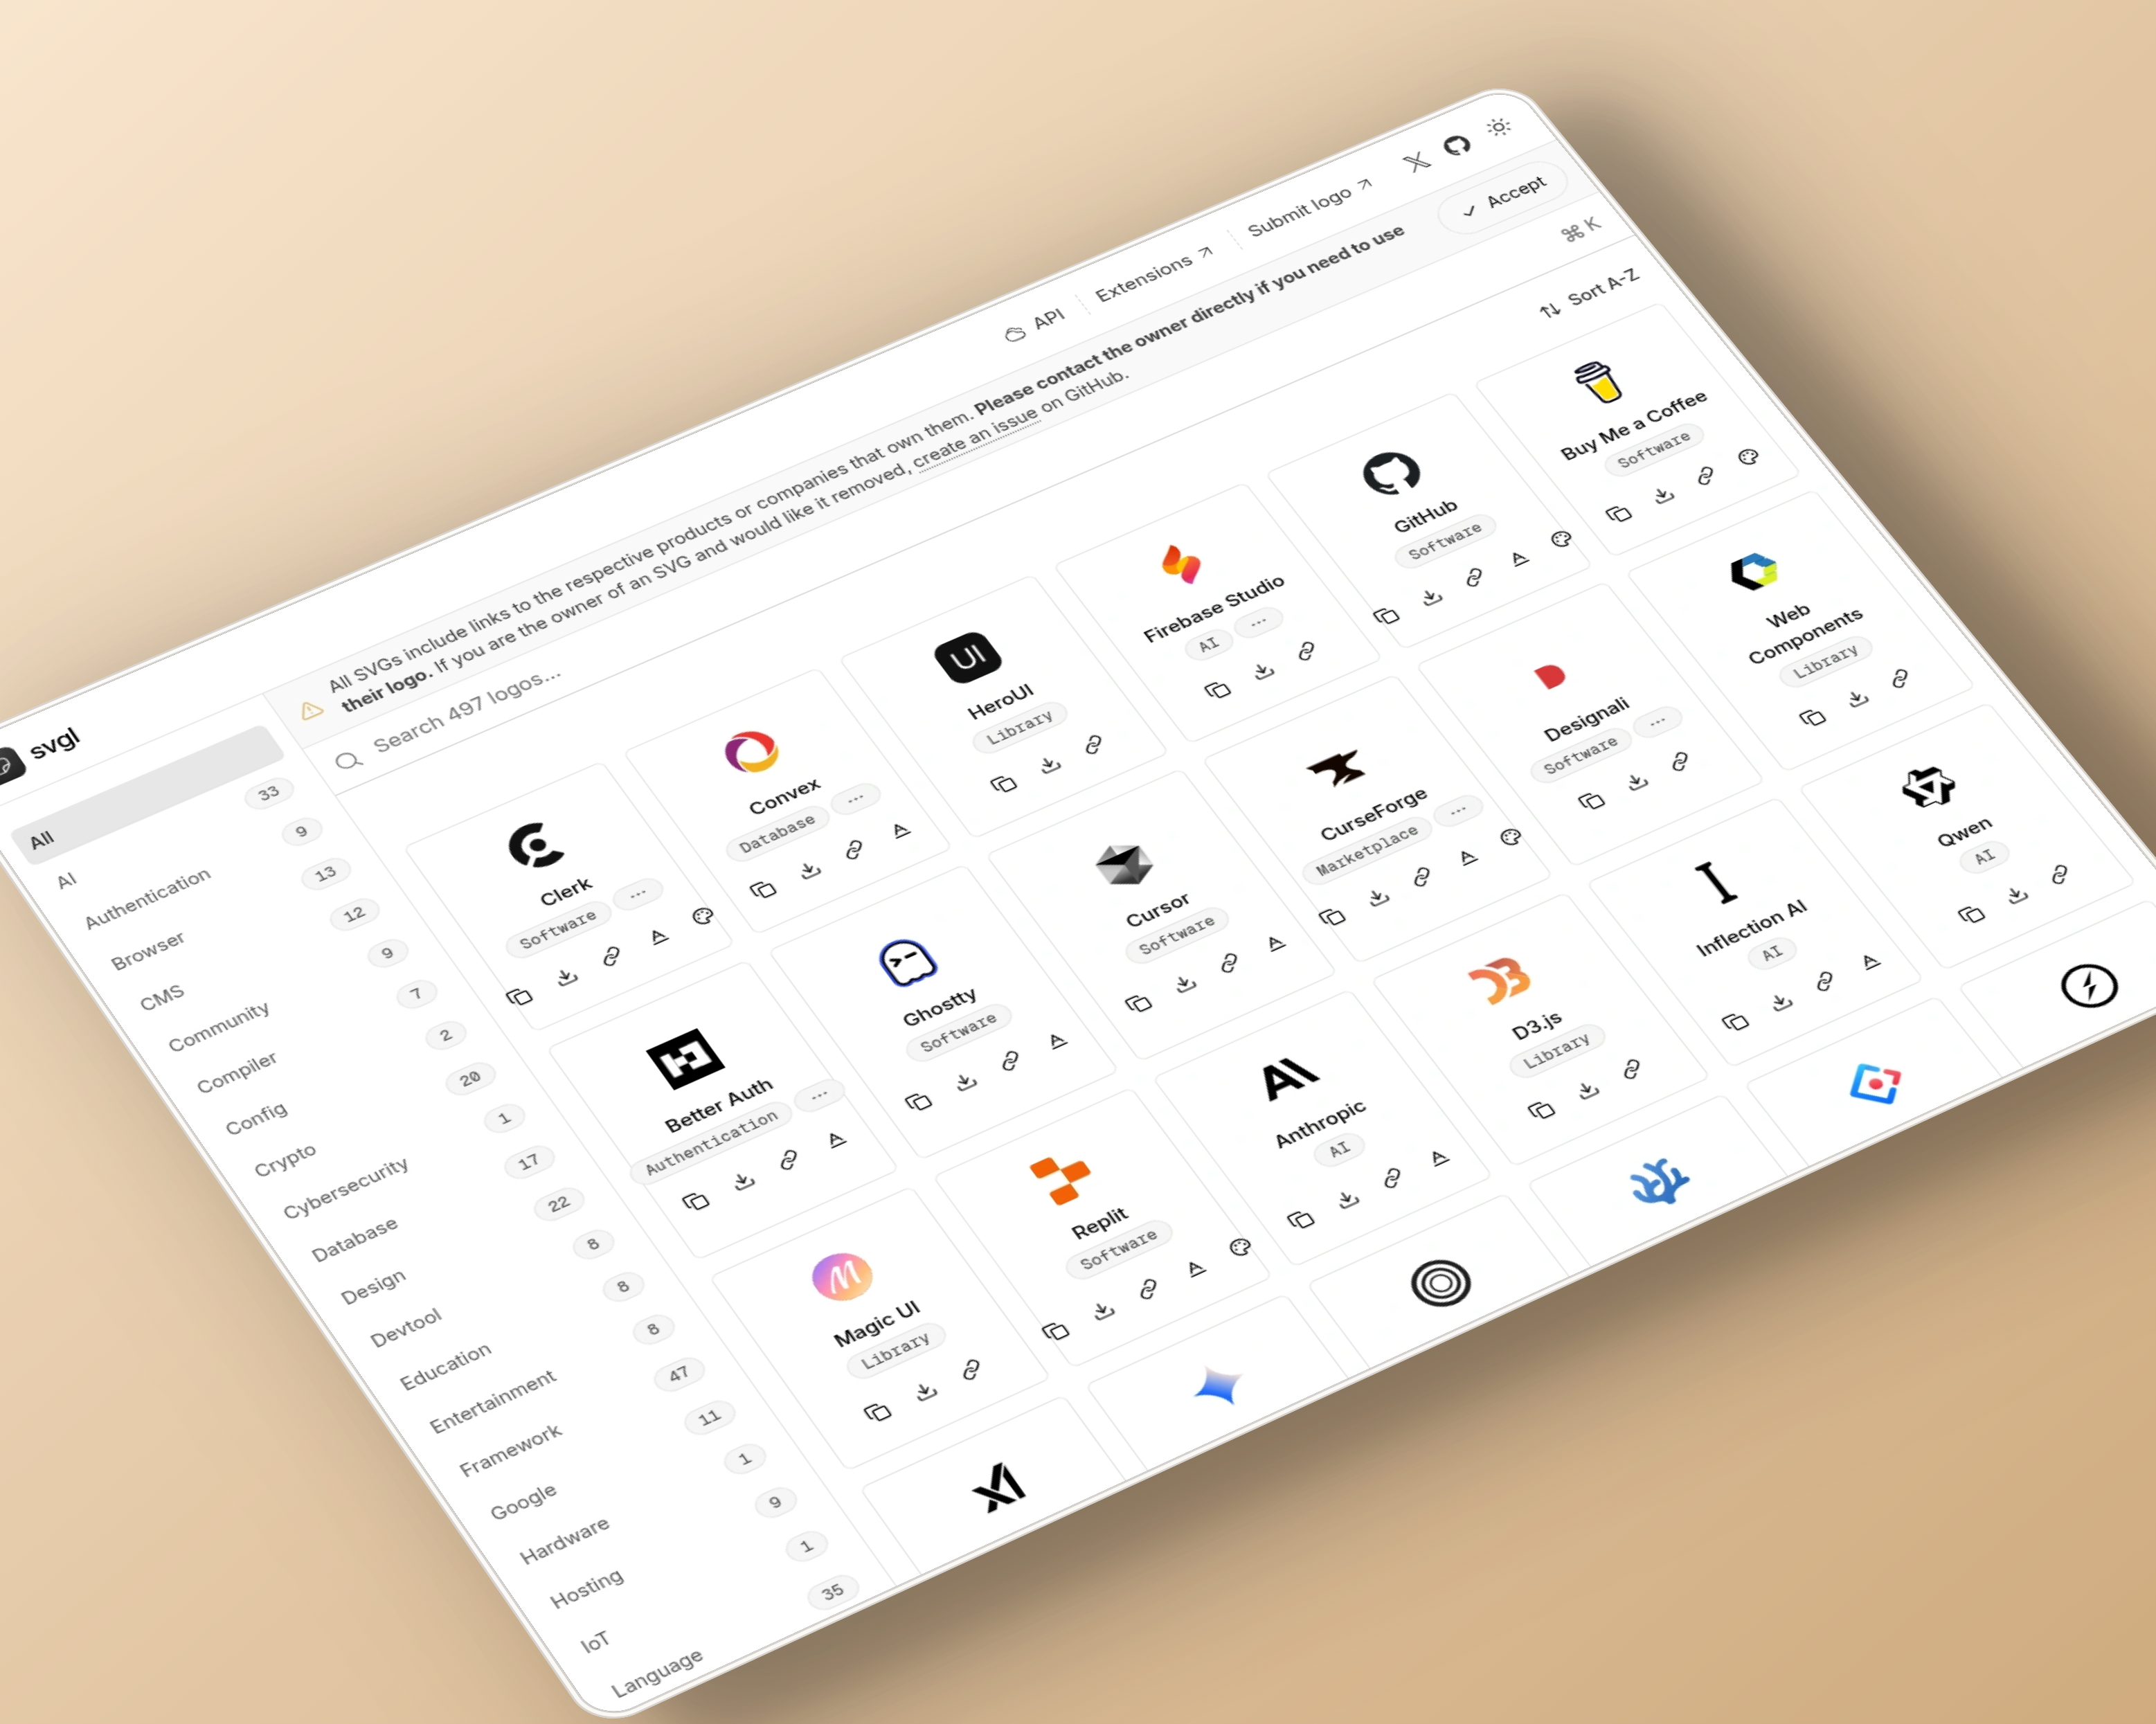 svgl
API
Extensions
Submit logo
All SVGs include links to the respective products or companies that own them. Please contact the owner directly if you need to use
their logo. If you are the owner of an SVG and would like it removed, create an issue on GitHub.
Accept
Search 497 logos...
⌘ K
Sort A-Z
All
AI
33
Authentication
9
Browser
13
CMS
12
Community
9
Compiler
7
Config
2
Crypto
20
Cybersecurity
1
Database
17
Design
22
Devtool
8
Education
8
Entertainment
8
Framework
47
Google
11
Hardware
1
Hosting
9
IoT
1
Language
35
Clerk
Software
...
Convex
Database
...
UI
HeroUI
Library
Firebase Studio
AI
...
GitHub
Software
Buy Me a Coffee
Software
Better Auth
Authentication
...
Ghostty
Software
Cursor
Software
CurseForge
Marketplace
...
Designali
Software
...
Web
Components
Library
Magic UI
Library
Replit
Software
Anthropic
AI
D3.js
Library
Inflection AI
AI
Qwen
AI